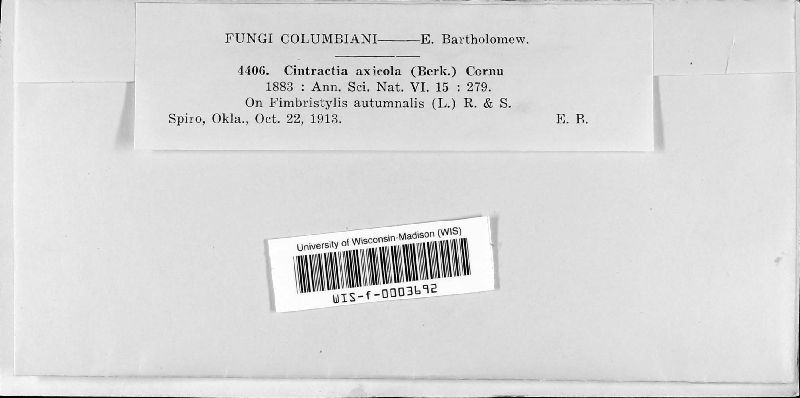 FUNGI COLUMBIANI——E. Bartholomew.
4406. Cintractia axicola (Berk.) Cornu
1883 : Ann. Sci. Nat. VI. 15 : 279.
On Fimbristylis autumnalis (L.) R. & S.
Spiro, Okla., Oct. 22, 1913. E. B.
University of Wisconsin-Madison (WIS)
WIS-f-0003692